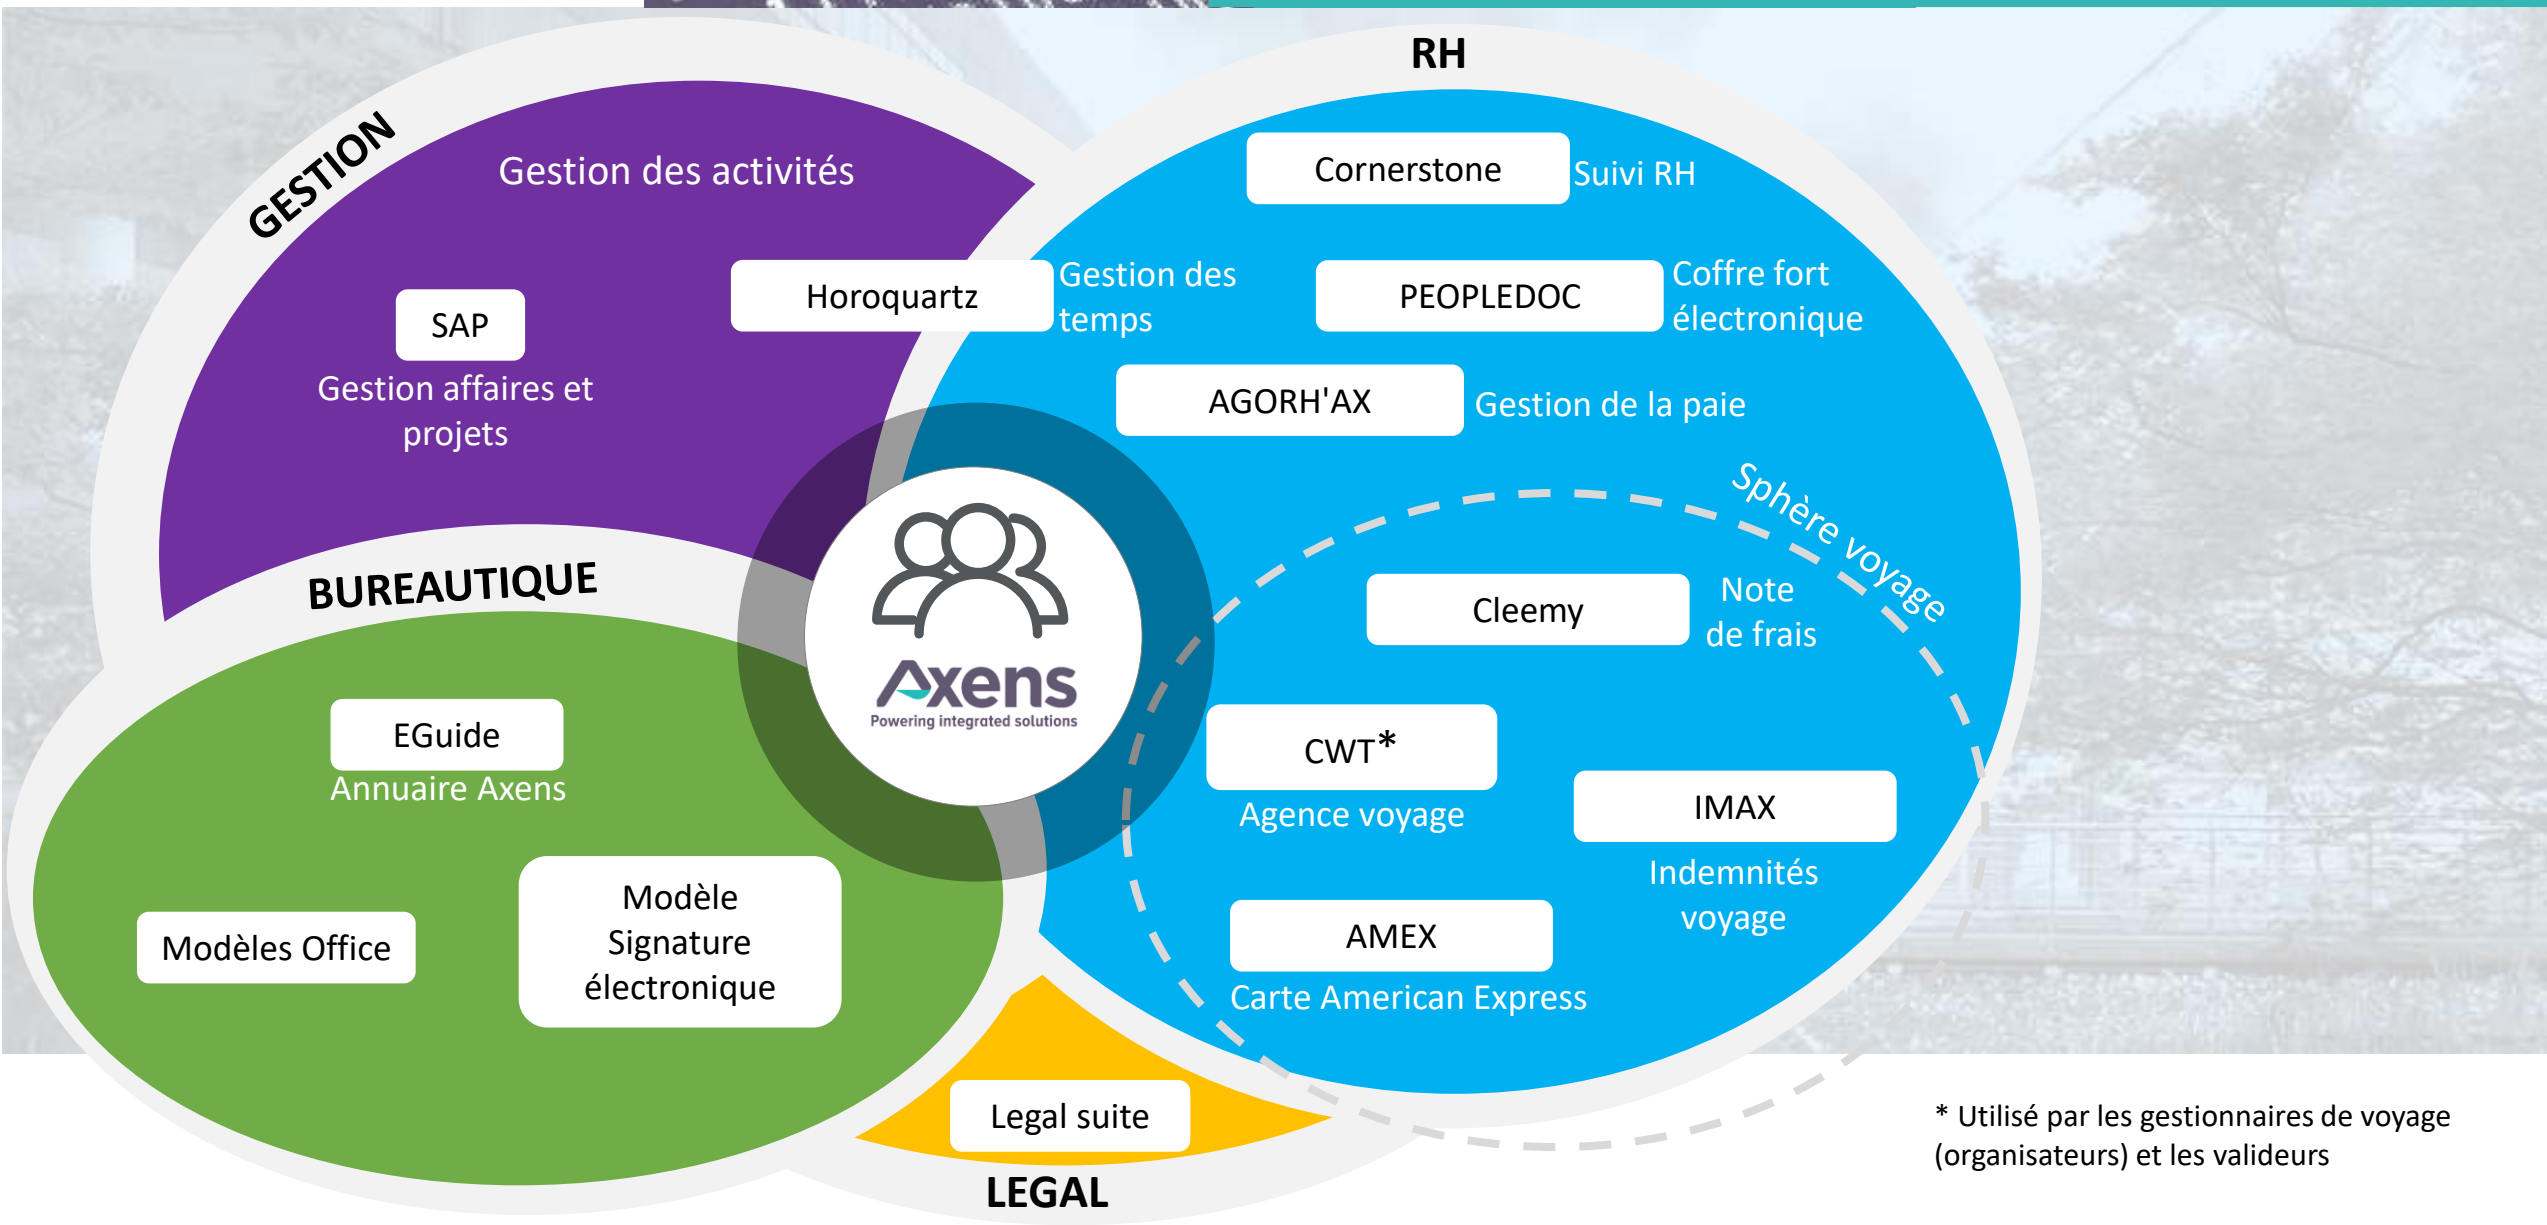 RH
GESTION
Gestion des activités
Cornerstone
Suivi RH
Horoquartz
Gestion des
temps
PEOPLEDOC
Coffre fort
électronique
SAP
Gestion affaires et
projets
AGORH'AX
Gestion de la paie
Sphère voyage
BUREAUTIQUE
Cleemy
Note
de frais
Axens
Powering integrated solutions
EGuide
Annuaire Axens
CWT*
Agence voyage
IMAX
Indemnités
voyage
Modèles Office
Modèle
Signature
électronique
AMEX
Carte American Express
Legal suite
LEGAL
* Utilisé par les gestionnaires de voyage
(organisateurs) et les valideurs